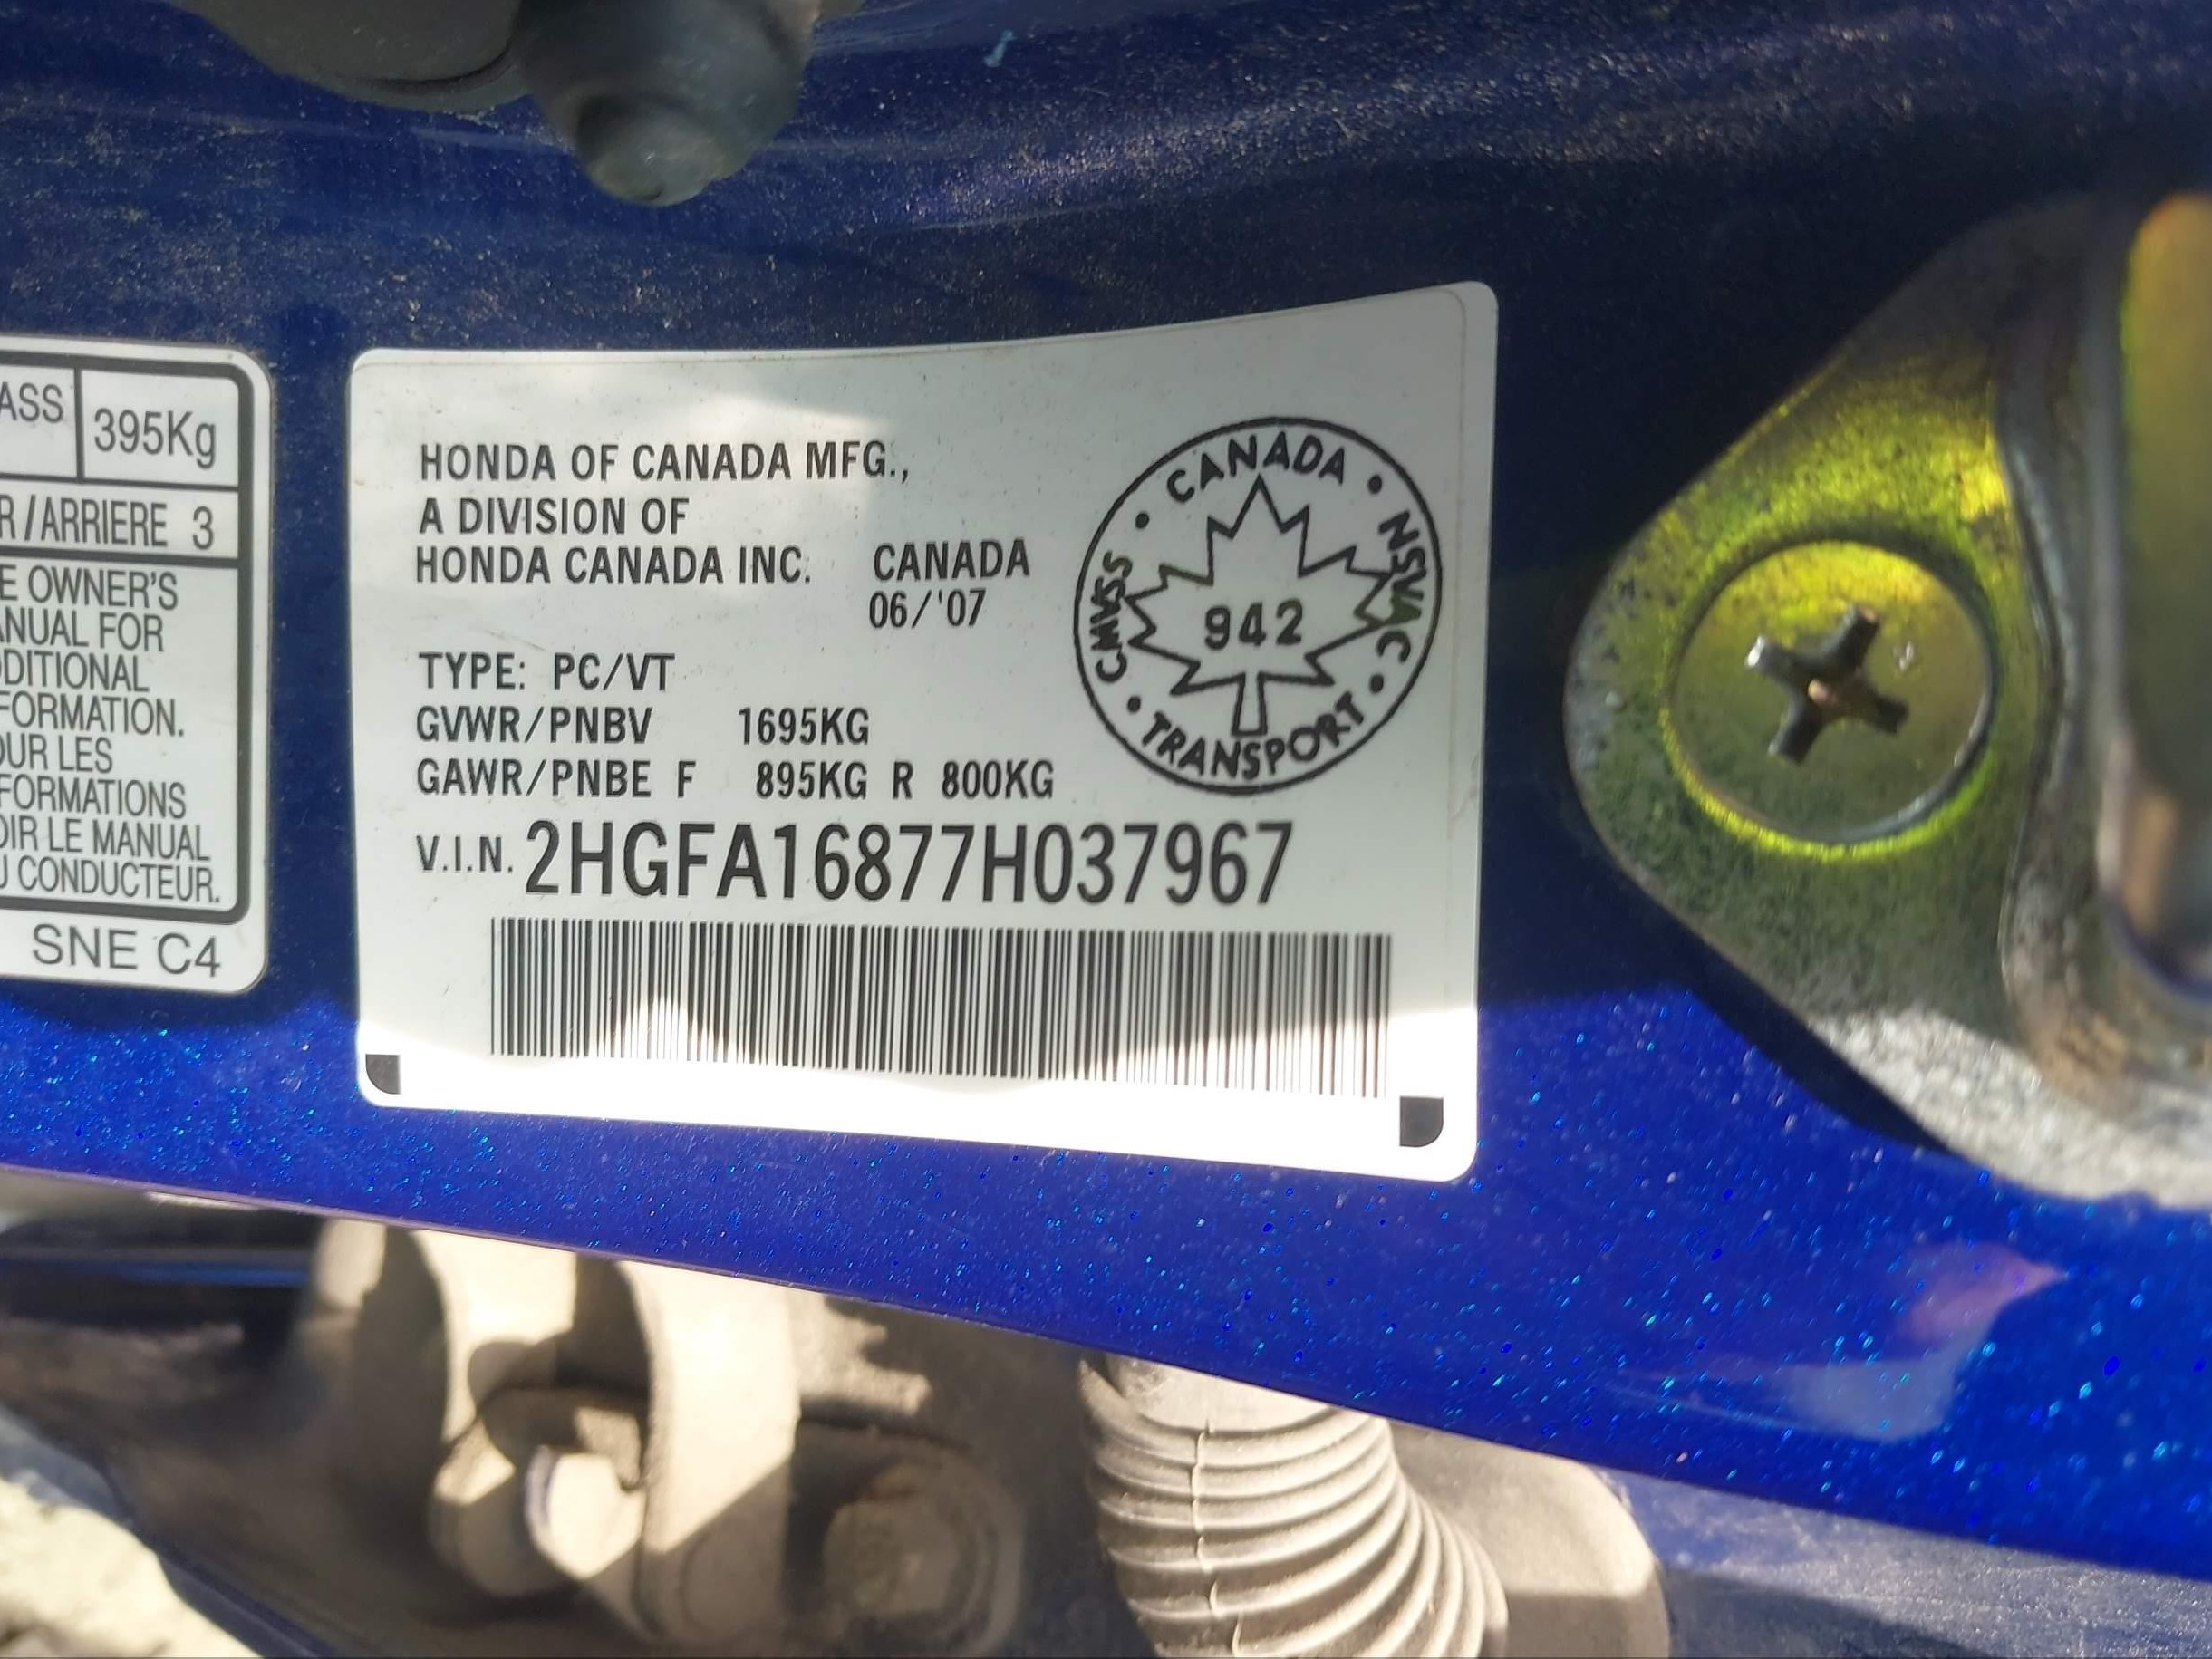 ASS 395Kg
R/ARRIERE 3
E OWNER'S
ANUAL FOR
DDITIONAL
FORMATION.
OUR LES
FORMATIONS
OIR LE MANUAL
U CONDUCTEUR.
SNE C4
HONDA OF CANADA MFG.,
A DIVISION OF
HONDA CANADA INC. CANADA
06/'07
TYPE: PC/VT
GVWR/PNBV 1695KG
GAWR/PNBE F 895KG R 800KG
V.I.N. 2HGFA16877H037967
• CANADA • NSVAC • TRANSPORT • CMVSS
942